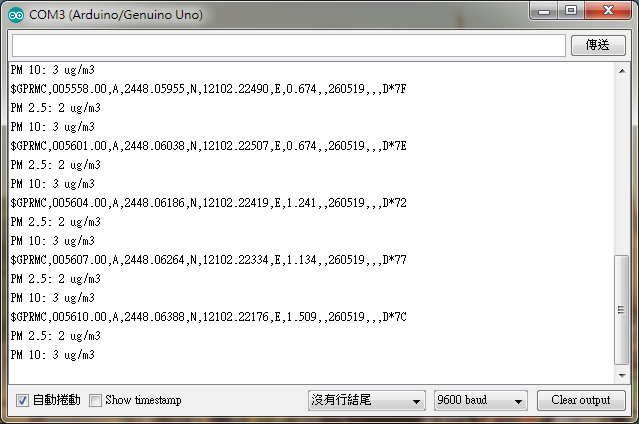 COM3 (Arduino/Genuino Uno)
傳送
PM 10: 3 ug/m3
$GPRMC,005558.00,A,2448.05955,N,12102.22490,E,0.674,,260519,,,D*7F
PM 2.5: 2 ug/m3
PM 10: 3 ug/m3
$GPRMC,005601.00,A,2448.06038,N,12102.22507,E,0.674,,260519,,,D*7E
PM 2.5: 2 ug/m3
PM 10: 3 ug/m3
$GPRMC,005604.00,A,2448.06186,N,12102.22419,E,1.241,,260519,,,D*72
PM 2.5: 2 ug/m3
PM 10: 3 ug/m3
$GPRMC,005607.00,A,2448.06264,N,12102.22334,E,1.134,,260519,,,D*77
PM 2.5: 2 ug/m3
PM 10: 3 ug/m3
$GPRMC,005610.00,A,2448.06388,N,12102.22176,E,1.509,,260519,,,D*7C
PM 2.5: 2 ug/m3
PM 10: 3 ug/m3
自動捲動 Show timestamp 沒有行結尾 9600 baud Clear output